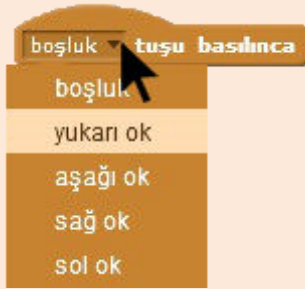 boşluk tuşu basılınca
boşluk
yukarı ok
aşağı ok
sağ ok
sol ok